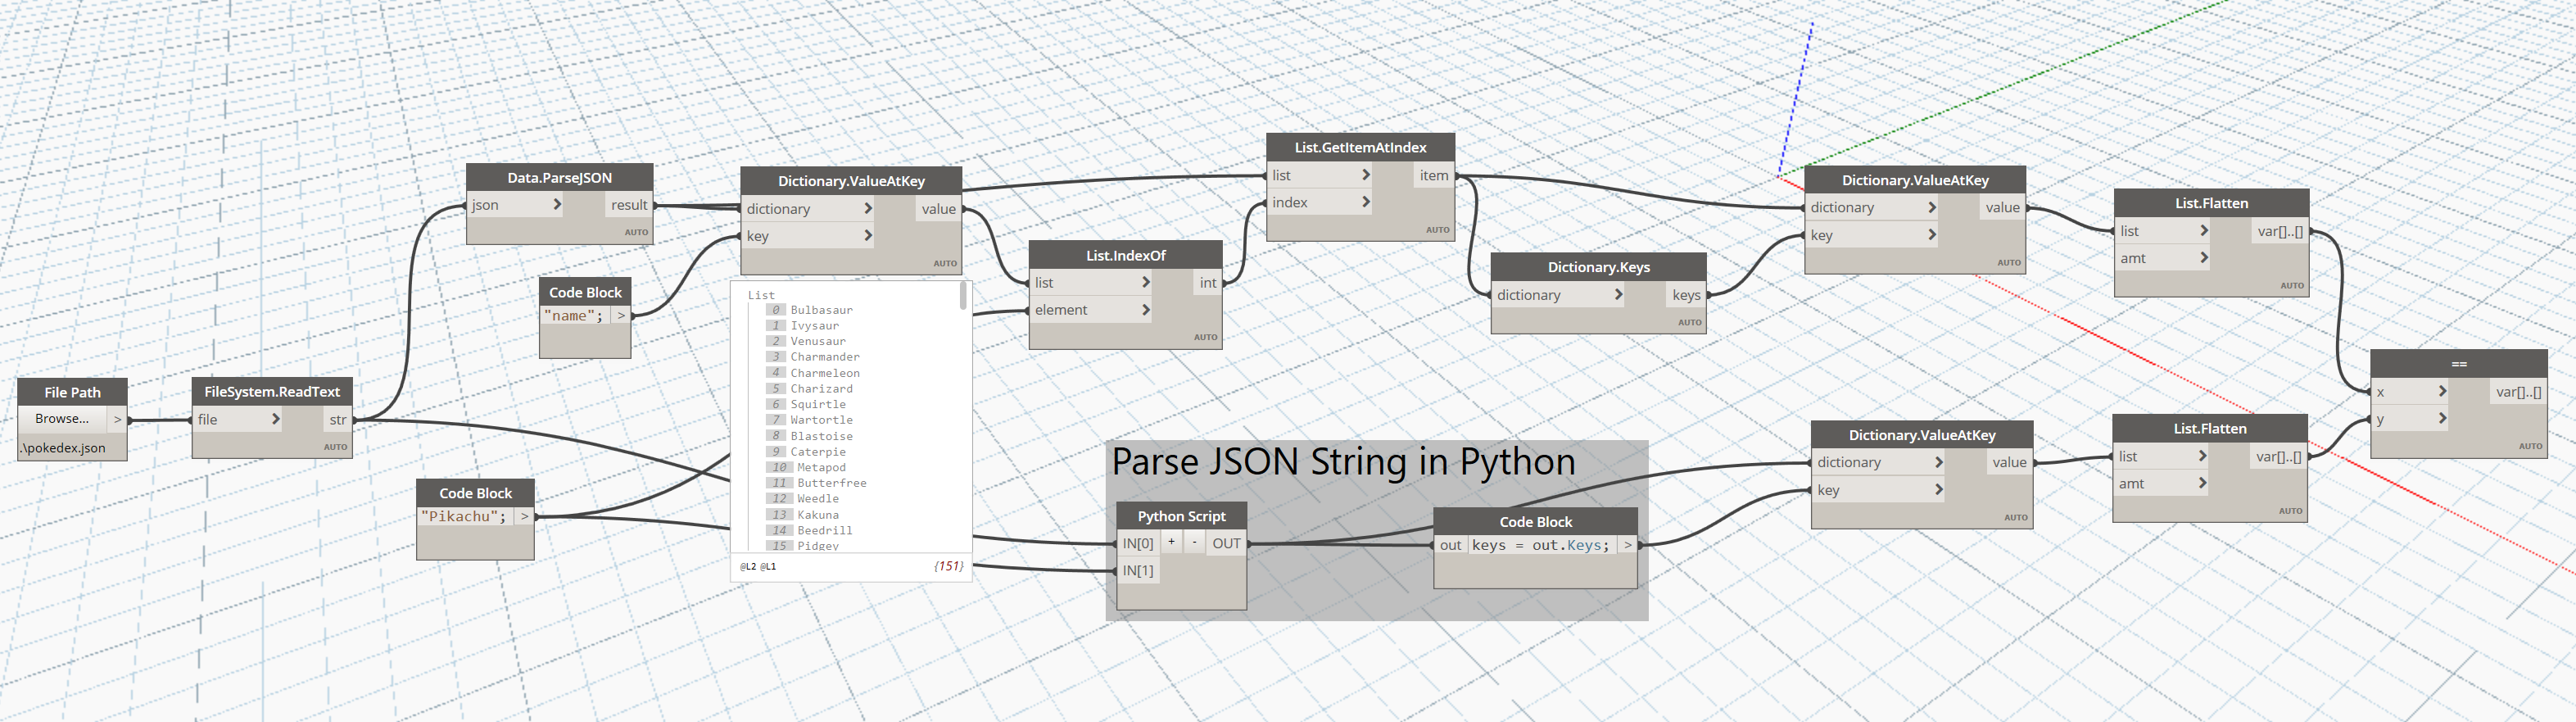 File Path
Browse... >
.\pokedex.json
FileSystem.ReadText
file > str
AUTO
Data.ParseJSON
json > result
AUTO
Code Block
"name"; >
Code Block
"Pikachu"; >
Dictionary.ValueAtKey
dictionary > value
key >
AUTO
List
0 Bulbasaur
1 Ivysaur
2 Venusaur
3 Charmander
4 Charmeleon
5 Charizard
6 Squirtle
7 Wartortle
8 Blastoise
9 Caterpie
10 Metapod
11 Butterfree
12 Weedle
13 Kakuna
14 Beedrill
15 Pidgey
@L2 @L1 {151}
List.IndexOf
list > int
element >
AUTO
List.GetItemAtIndex
list > item
index >
AUTO
Dictionary.Keys
dictionary > keys
AUTO
Dictionary.ValueAtKey
dictionary > value
key >
AUTO
List.Flatten
list > var[]..[]
amt >
AUTO
Parse JSON String in Python
Python Script
IN[0] + - OUT
IN[1]
Code Block
out keys = out.Keys; >
Dictionary.ValueAtKey
dictionary > value
key >
AUTO
List.Flatten
list > var[]..[]
amt >
AUTO
==
x > var[]..[]
y >
AUTO